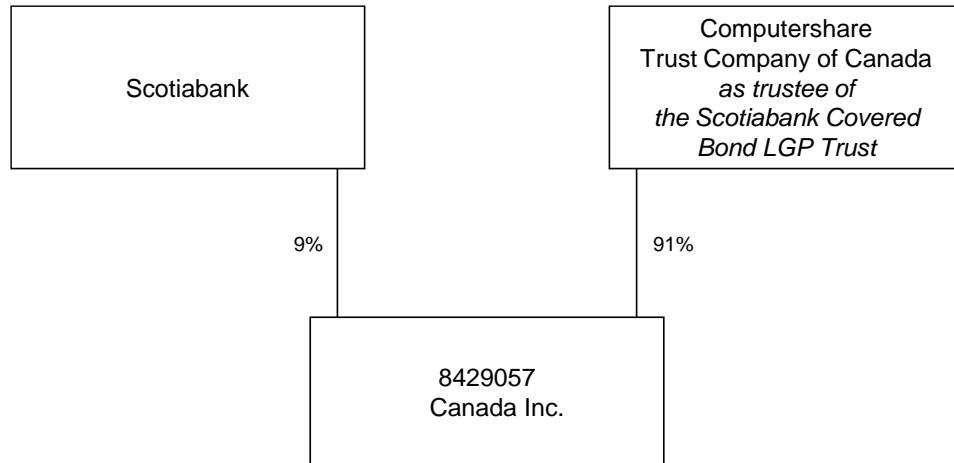 Scotiabank
Computershare
Trust Company of Canada
as trustee of
the Scotiabank Covered
Bond LGP Trust
9%
91%
8429057
Canada Inc.